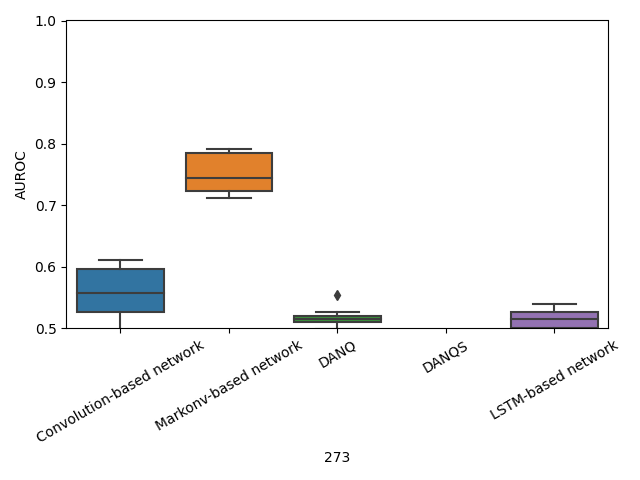 1.0
0.9
0.8
0.7
0.6
0.5
AUROC
Convolution-based network
Markonv-based network
DANQ
DANQS
LSTM-based network
273